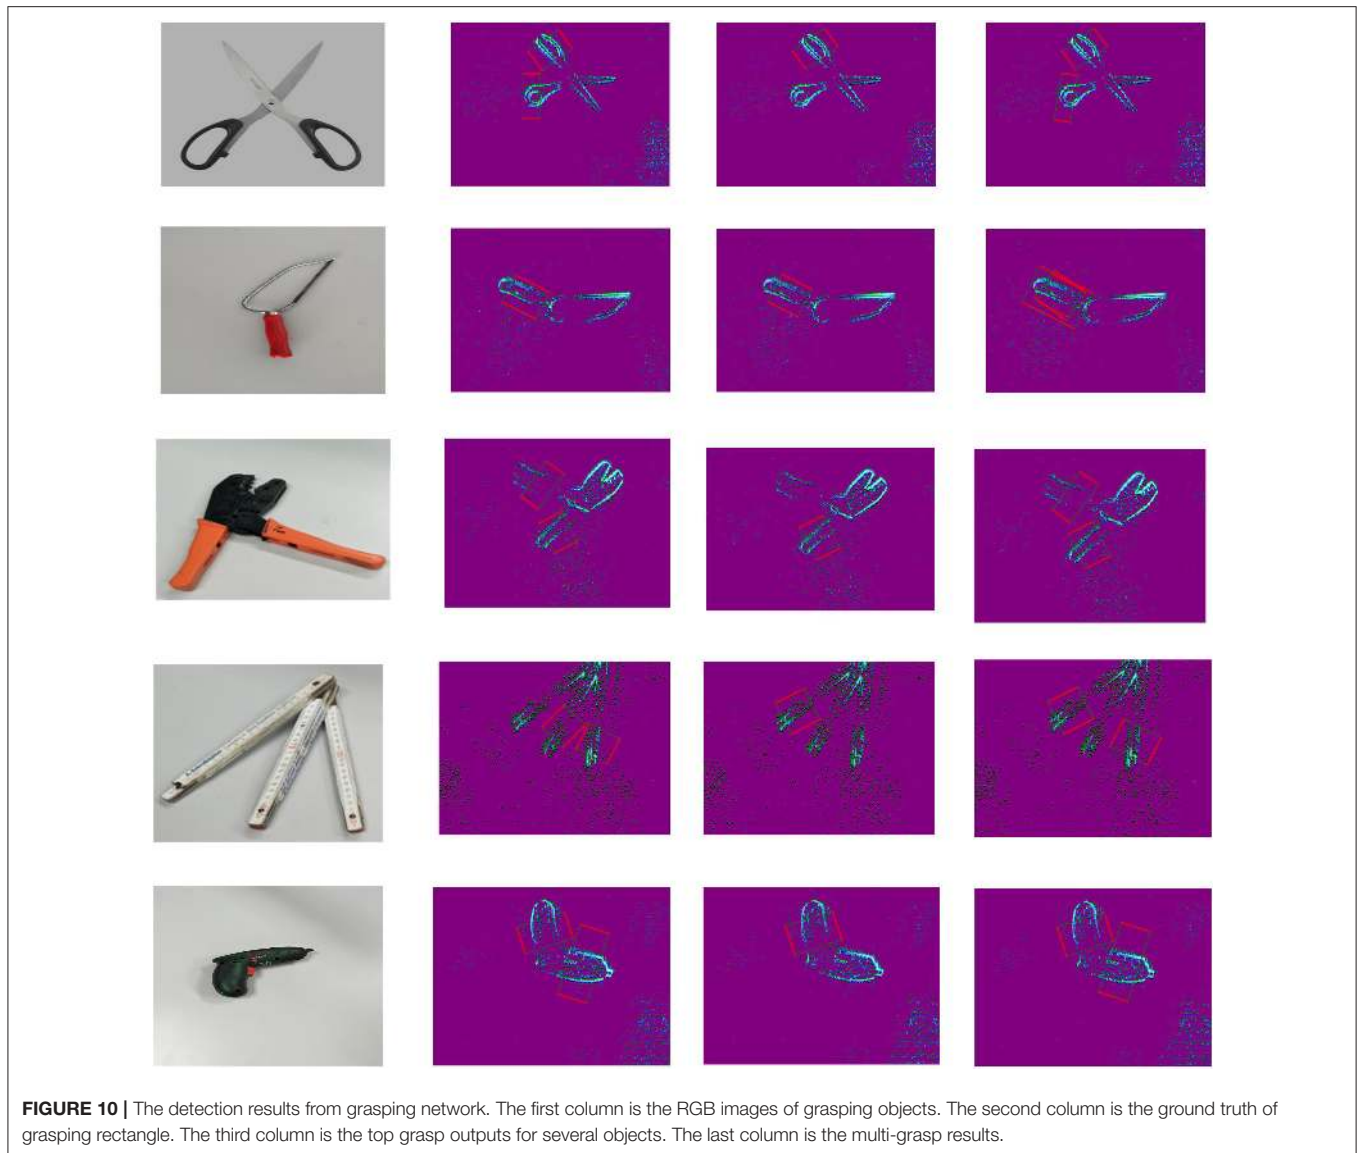 FIGURE 10 | The detection results from grasping network. The first column is the RGB images of grasping objects. The second column is the ground truth of
grasping rectangle. The third column is the top grasp outputs for several objects. The last column is the multi-grasp results.